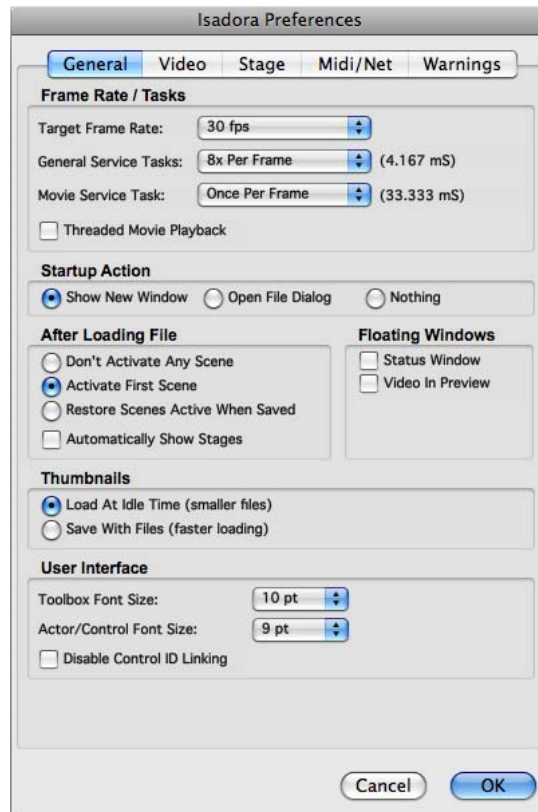 Isadora Preferences
General Video Stage Midi/Net Warnings
Frame Rate / Tasks
Target Frame Rate: 30 fps
General Service Tasks: 8x Per Frame (4.167 mS)
Movie Service Task: Once Per Frame (33.333 mS)
Threaded Movie Playback
Startup Action
Show New Window Open File Dialog Nothing
After Loading File
Don't Activate Any Scene
Activate First Scene
Restore Scenes Active When Saved
Automatically Show Stages
Floating Windows
Status Window
Video In Preview
Thumbnails
Load At Idle Time (smaller files)
Save With Files (faster loading)
User Interface
Toolbox Font Size: 10 pt
Actor/Control Font Size: 9 pt
Disable Control ID Linking
Cancel OK